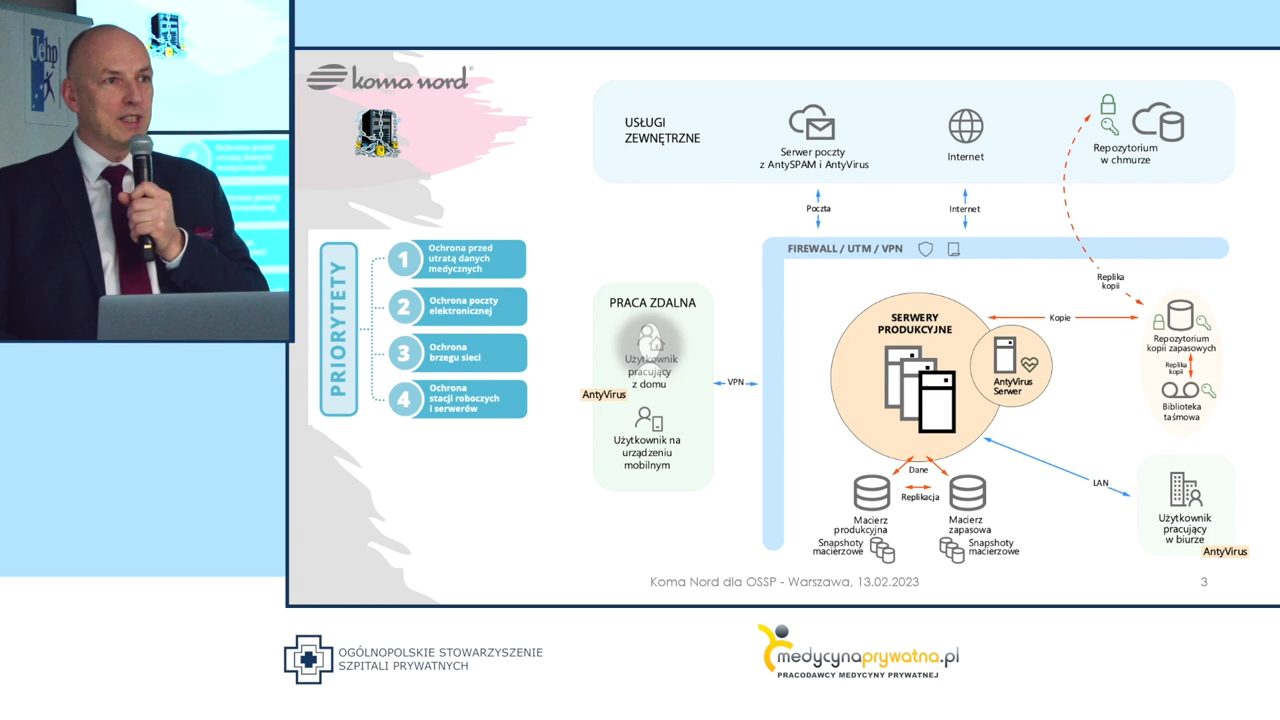 Uehp
koma nord
PRIORYTETY
1
Ochrona przed
utratą danych
medycznych
2
Ochrona poczty
elektronicznej
3
Ochrona
brzegu sieci
4
Ochrona
stacji roboczych
i serwerów
USŁUGI
ZEWNĘTRZNE
Serwer poczty
z AntySPAM i AntyVirus
Internet
Repozytorium
w chmurze
Poczta
Internet
FIREWALL / UTM / VPN
Replika
kopii
PRACA ZDALNA
Użytkownik
pracujący
z domu
AntyVirus
Użytkownik na
urządzeniu
mobilnym
VPN
SERWERY
PRODUKCYJNE
AntyVirus
Serwer
Kopie
Repozytorium
kopii zapasowych
Replika
kopii
Biblioteka
taśmowa
Dane
Replikacja
Macierz
produkcyjna
Snapshoty
macierzowe
Macierz
zapasowa
Snapshoty
macierzowe
LAN
Użytkownik
pracujący
w biurze
AntyVirus
Koma Nord dla OSSP - Warszawa, 13.02.2023
3
OGÓLNOPOLSKIE STOWARZYSZENIE
SZPITALI PRYWATNYCH
medycynaprywatna.pl
PRACODAWCY MEDYCYNY PRYWATNEJ